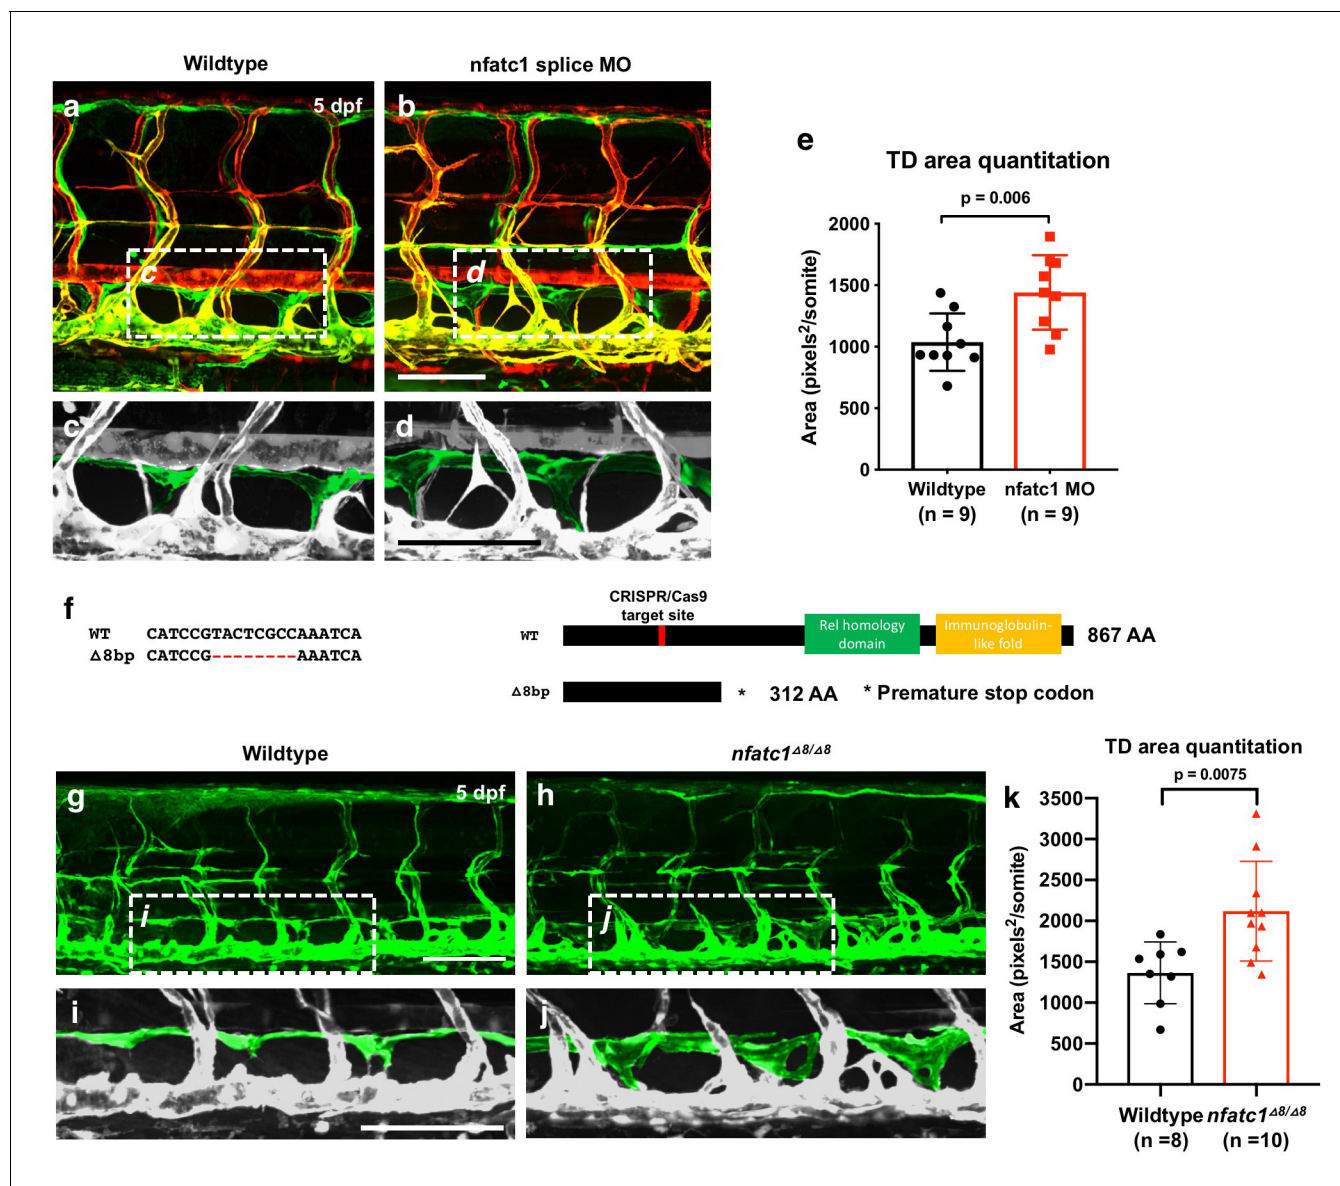 Wildtype
nfatc1 splice MO
a
5 dpf
b
c
d
c
d
e
TD area quantitation
p = 0.006
Area (pixels²/somite)
2000
1500
1000
500
0
Wildtype
(n = 9)
nfatc1 MO
(n = 9)
f
WT CATCCGTACTCGCCAAATCA
Δ8bp CATCCG--------AAATCA
CRISPR/Cas9
target site
WT
Rel homology
domain
Immunoglobulin-
like fold
867 AA
Δ8bp
* 312 AA * Premature stop codon
Wildtype
nfatc1Δ8/Δ8
g
5 dpf
h
i
j
i
j
k
TD area quantitation
p = 0.0075
Area (pixels²/somite)
3500
3000
2500
2000
1500
1000
500
0
Wildtype
(n =8)
nfatc1Δ8/Δ8
(n =10)